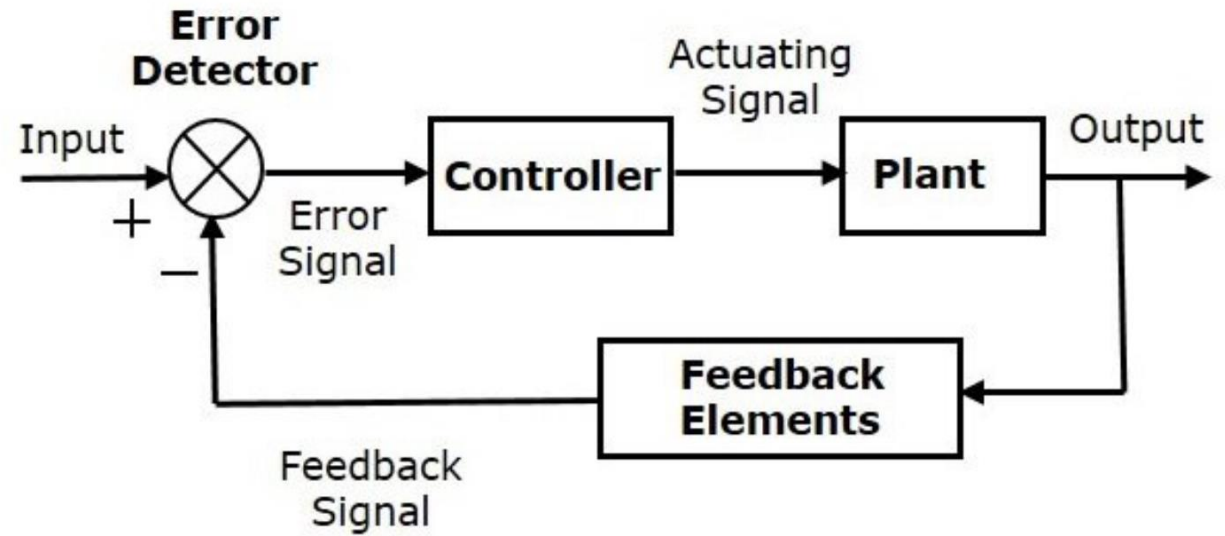 Error
Detector
Input
+
−
Error
Signal
Controller
Actuating
Signal
Plant
Output
Feedback
Elements
Feedback
Signal